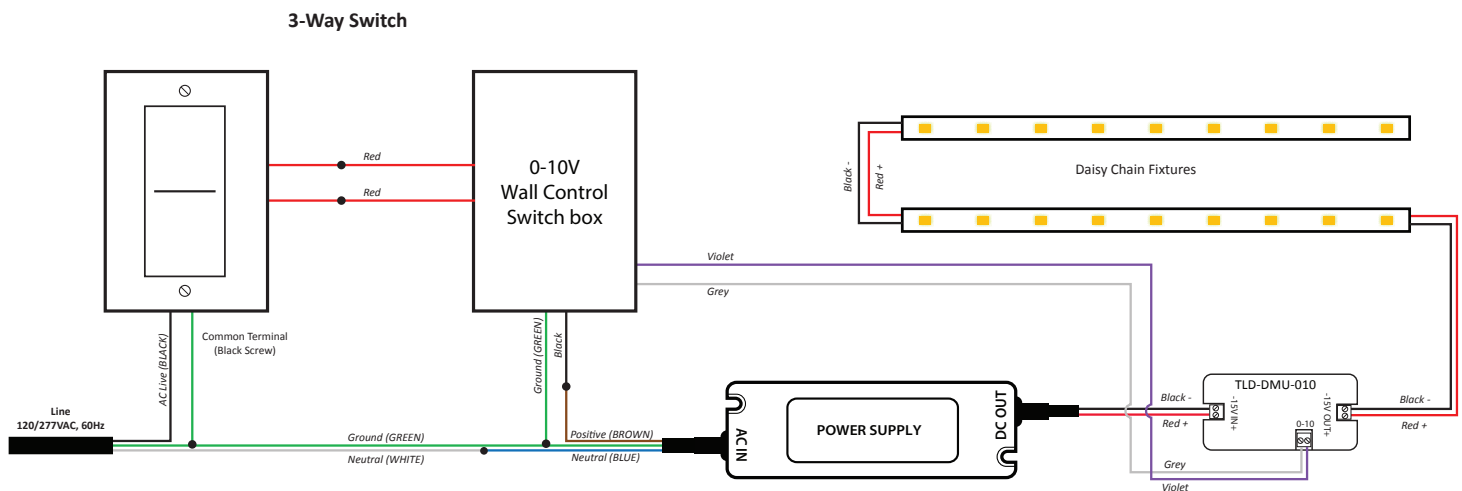 3-Way Switch
Red
Red
0-10V
Wall Control
Switch box
Daisy Chain Fixtures
Black -
Red +
Violet
Grey
AC Live (BLACK)
Common Terminal
(Black Screw)
Ground (GREEN)
Black
Line
120/277VAC, 60Hz
Ground (GREEN)
Neutral (WHITE)
Positive (BROWN)
Neutral (BLUE)
AC IN
POWER SUPPLY
DC OUT
Black -
Red +
TLD-DMU-010
-15V IN+
0-10
-15V OUT+
Black -
Red +
Grey
Violet